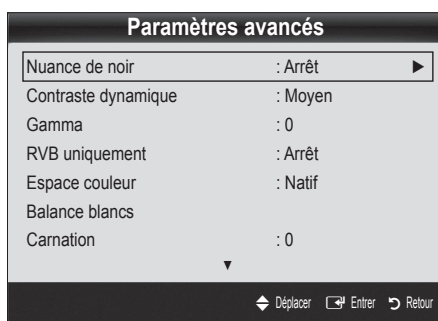 Paramètres avancés
Nuance de noir : Arrêt ►
Contraste dynamique : Moyen
Gamma : 0
RVB uniquement : Arrêt
Espace couleur : Natif
Balance blancs
Carnation : 0
▼
Déplacer Entrer Retour